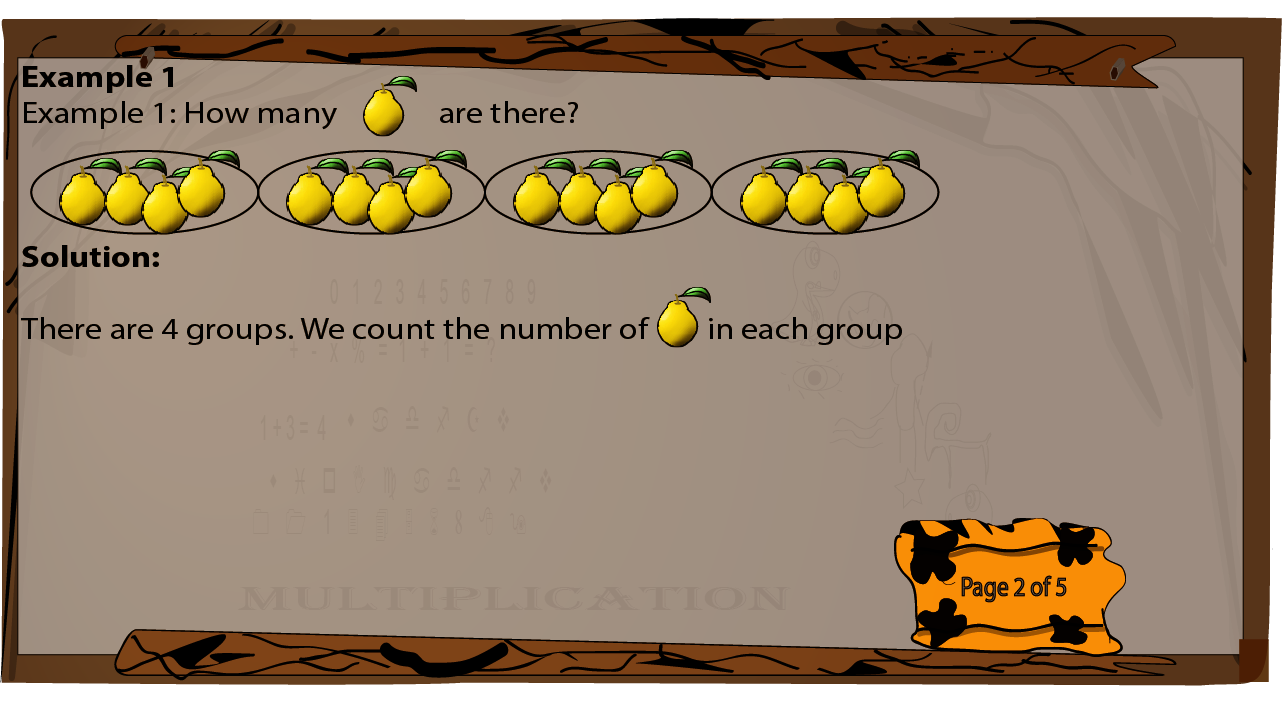 Example 1
Example 1: How many are there?
Solution:
0 1 2 3 4 5 6 7 8 9
There are 4 groups. We count the number of in each group
1+3=4
MULTIPLICATION
Page 2 of 5